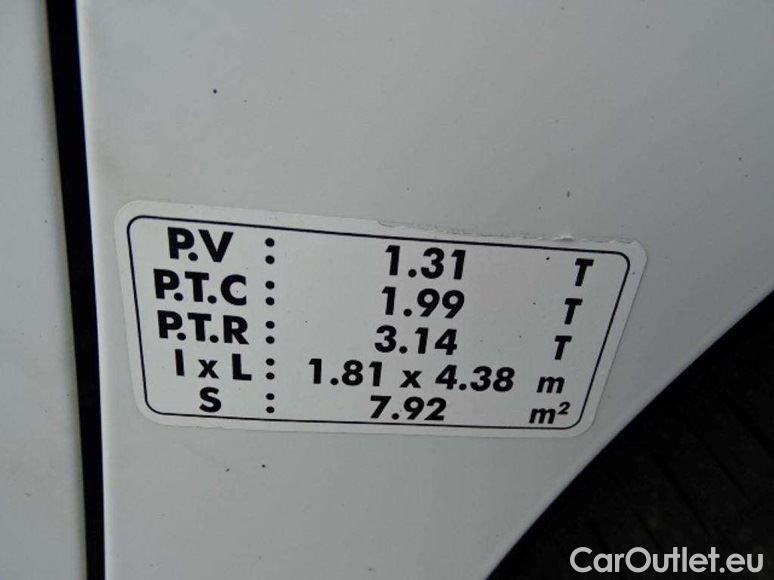 P.V : 1.31 T
P.T.C : 1.99 T
P.T.R : 3.14 T
l x L : 1.81 x 4.38 m
S : 7.92 m²
CarOutlet.eu